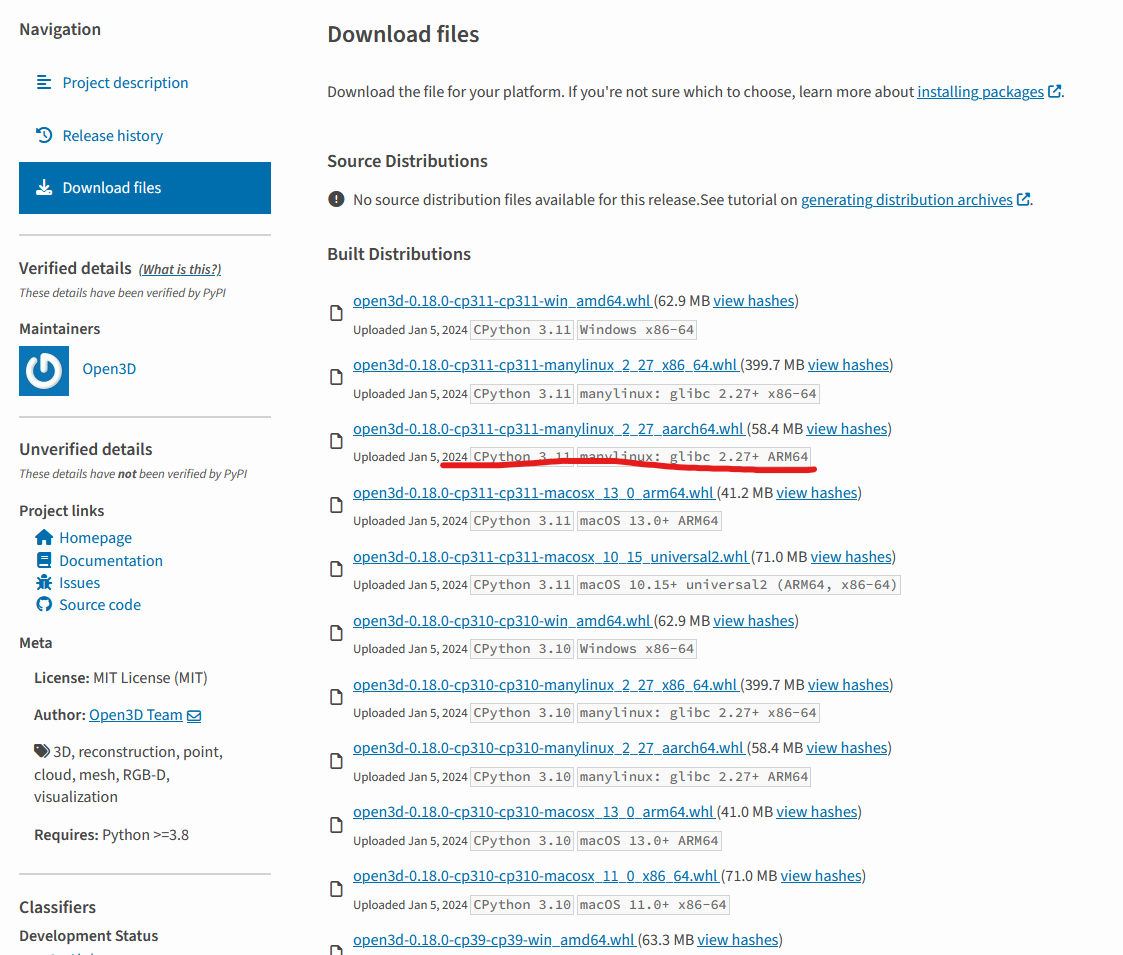 Navigation
Project description
Release history
Download files
Verified details (What is this?)
These details have been verified by PyPI
Maintainers
Open3D
Unverified details
These details have not been verified by PyPI
Project links
Homepage
Documentation
Issues
Source code
Meta
License: MIT License (MIT)
Author: Open3D Team
3D, reconstruction, point,
cloud, mesh, RGB-D,
visualization
Requires: Python >=3.8
Classifiers
Development Status
Download files
Download the file for your platform. If you're not sure which to choose, learn more about installing packages.
Source Distributions
No source distribution files available for this release.See tutorial on generating distribution archives.
Built Distributions
open3d-0.18.0-cp311-cp311-win_amd64.whl (62.9 MB view hashes)
Uploaded Jan 5, 2024 CPython 3.11 Windows x86-64
open3d-0.18.0-cp311-cp311-manylinux_2_27_x86_64.whl (399.7 MB view hashes)
Uploaded Jan 5, 2024 CPython 3.11 manylinux: glibc 2.27+ x86-64
open3d-0.18.0-cp311-cp311-manylinux_2_27_aarch64.whl (58.4 MB view hashes)
Uploaded Jan 5, 2024 CPython 3.11 manylinux: glibc 2.27+ ARM64
open3d-0.18.0-cp311-cp311-macosx_13_0_arm64.whl (41.2 MB view hashes)
Uploaded Jan 5, 2024 CPython 3.11 macOS 13.0+ ARM64
open3d-0.18.0-cp311-cp311-macosx_10_15_universal2.whl (71.0 MB view hashes)
Uploaded Jan 5, 2024 CPython 3.11 macOS 10.15+ universal2 (ARM64, x86-64)
open3d-0.18.0-cp310-cp310-win_amd64.whl (62.9 MB view hashes)
Uploaded Jan 5, 2024 CPython 3.10 Windows x86-64
open3d-0.18.0-cp310-cp310-manylinux_2_27_x86_64.whl (399.7 MB view hashes)
Uploaded Jan 5, 2024 CPython 3.10 manylinux: glibc 2.27+ x86-64
open3d-0.18.0-cp310-cp310-manylinux_2_27_aarch64.whl (58.4 MB view hashes)
Uploaded Jan 5, 2024 CPython 3.10 manylinux: glibc 2.27+ ARM64
open3d-0.18.0-cp310-cp310-macosx_13_0_arm64.whl (41.0 MB view hashes)
Uploaded Jan 5, 2024 CPython 3.10 macOS 13.0+ ARM64
open3d-0.18.0-cp310-cp310-macosx_11_0_x86_64.whl (71.0 MB view hashes)
Uploaded Jan 5, 2024 CPython 3.10 macOS 11.0+ x86-64
open3d-0.18.0-cp39-cp39-win_amd64.whl (63.3 MB view hashes)